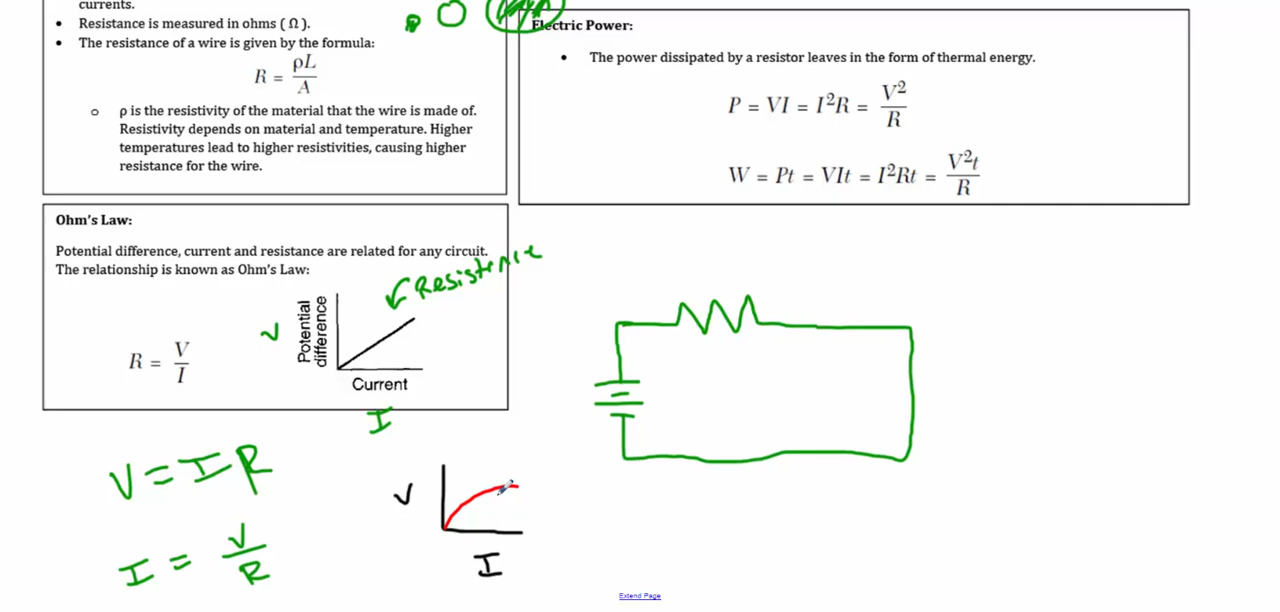 currents.
• Resistance is measured in ohms ( Ω ).
• The resistance of a wire is given by the formula:
R = ρL/A
o ρ is the resistivity of the material that the wire is made of.
Resistivity depends on material and temperature. Higher
temperatures lead to higher resistivities, causing higher
resistance for the wire.
Electric Power:
• The power dissipated by a resistor leaves in the form of thermal energy.
P = VI = I²R = V²/R
W = Pt = VIt = I²Rt = V²t/R
Ohm's Law:
Potential difference, current and resistance are related for any circuit.
The relationship is known as Ohm's Law:
R = V/I
Resistence
V
Potential
difference
Current
I
V = IR
I = V/R
V
I
Extend Page